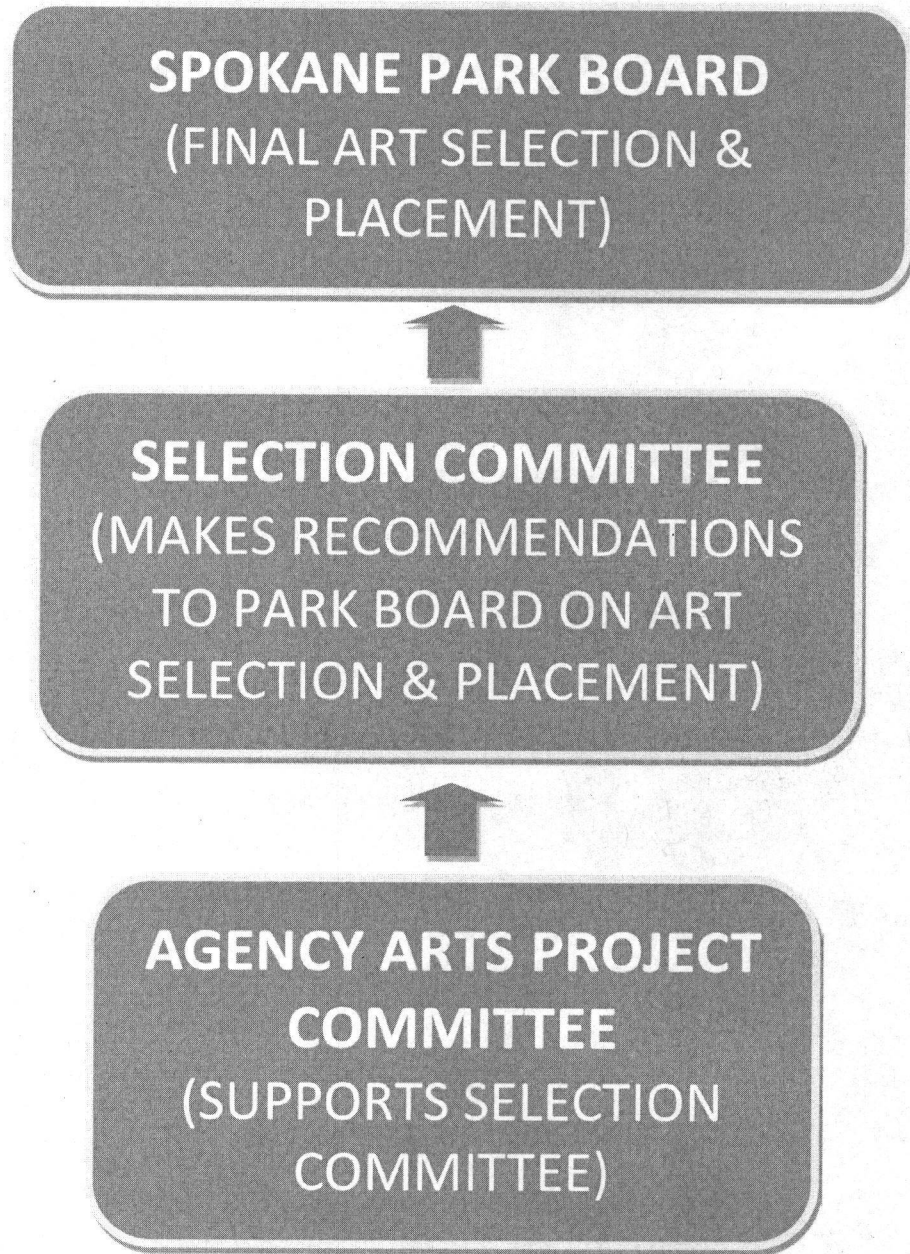 SPOKANE PARK BOARD
(FINAL ART SELECTION &
PLACEMENT)
SELECTION COMMITTEE
(MAKES RECOMMENDATIONS
TO PARK BOARD ON ART
SELECTION & PLACEMENT)
AGENCY ARTS PROJECT
COMMITTEE
(SUPPORTS SELECTION
COMMITTEE)